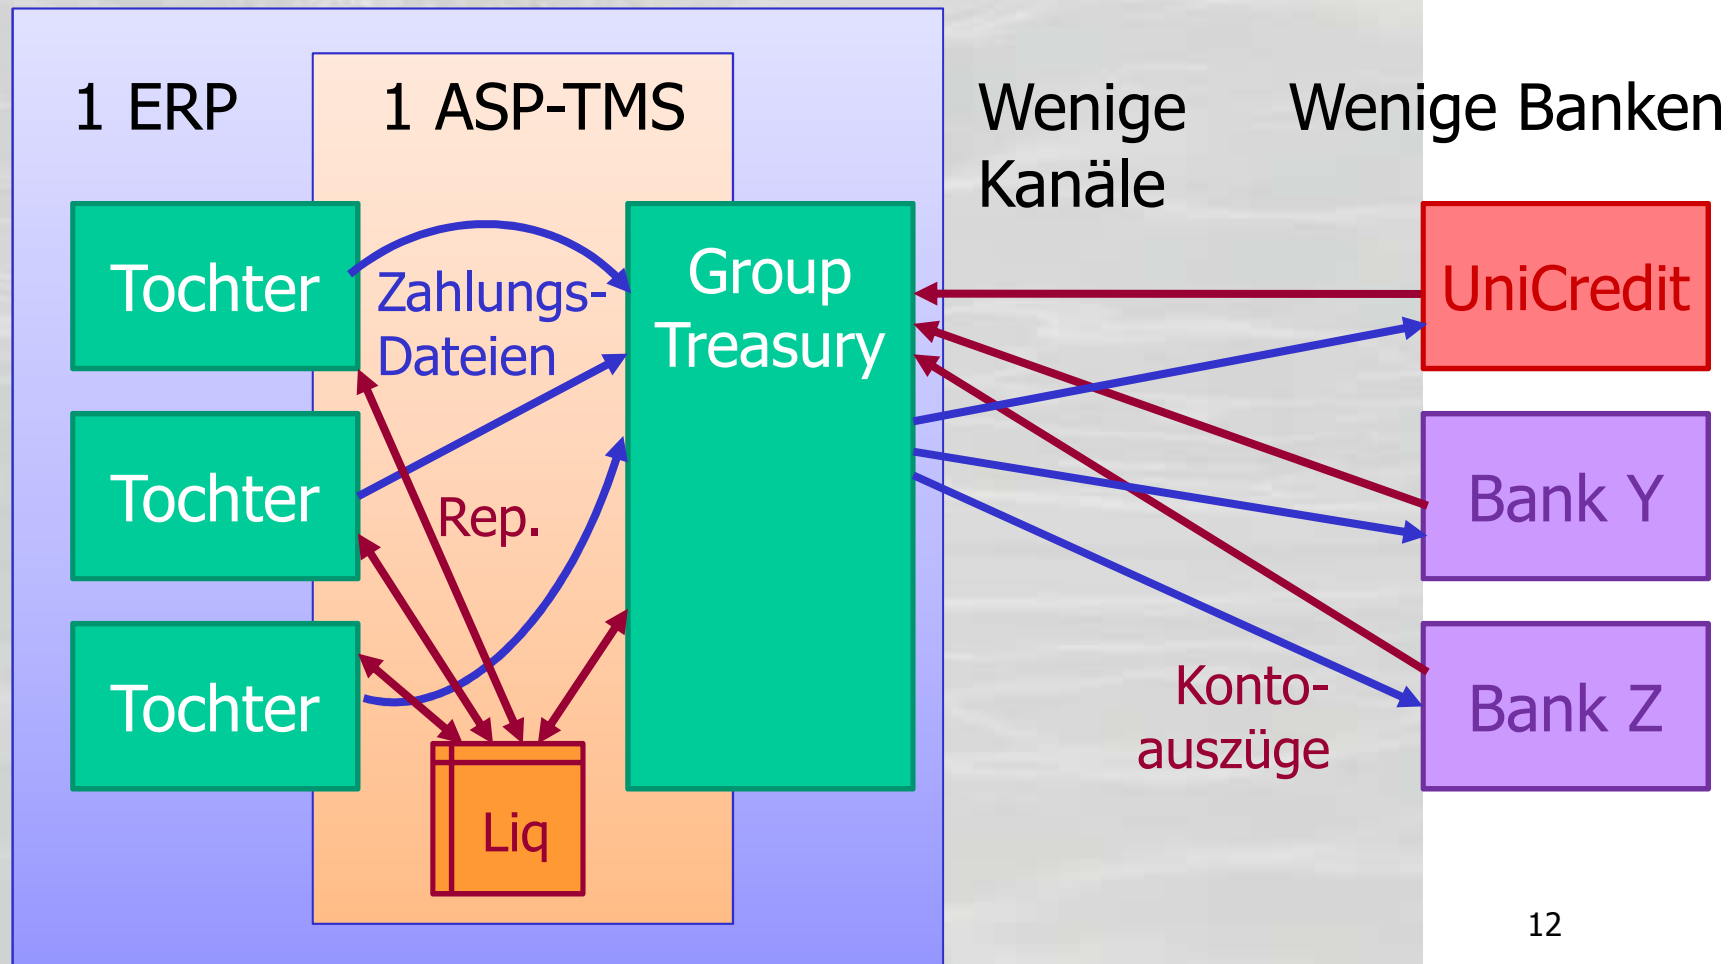 1 ERP
1 ASP-TMS
Wenige
Kanäle
Wenige Banken
Tochter
Zahlungs-
Dateien
Group
Treasury
UniCredit
Tochter
Rep.
Bank Y
Tochter
Liq
Konto-
auszüge
Bank Z
12